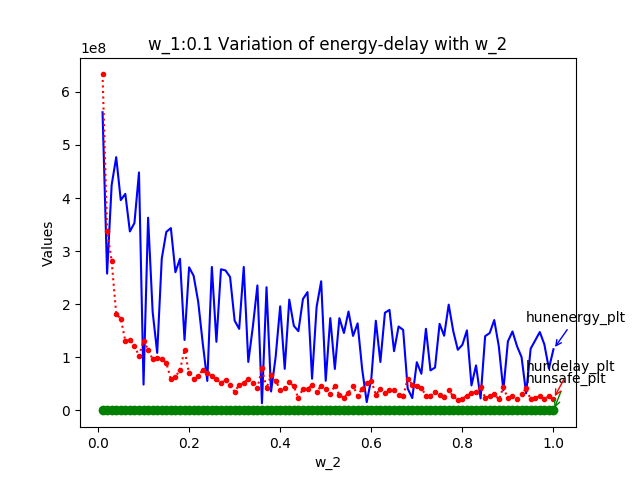 w_1:0.1 Variation of energy-delay with w_2
1e8
6
5
4
3
2
1
0
Values
hunenergy_plt
hundelay_plt
hunsafe_plt
0.0 0.2 0.4 0.6 0.8 1.0
w_2